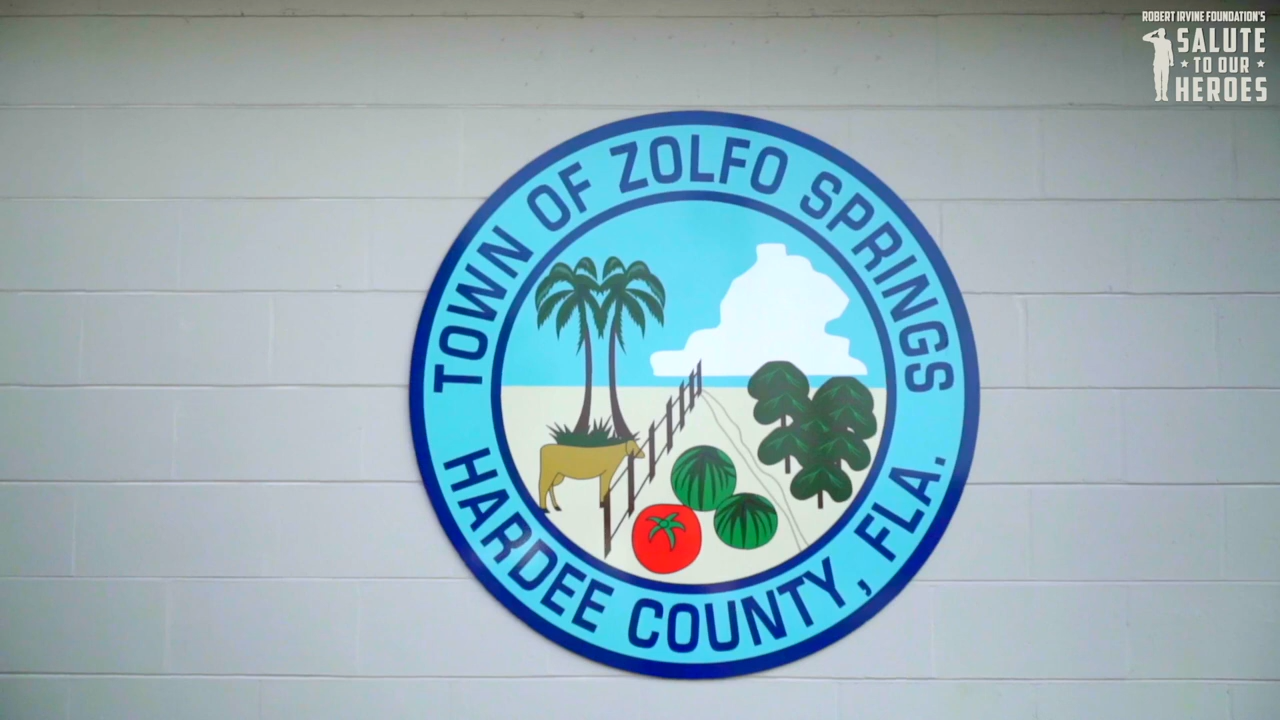 ROBERT IRVINE FOUNDATION'S
SALUTE
TO OUR
HEROES
TOWN OF ZOLFO SPRINGS
HARDEE COUNTY, FLA.